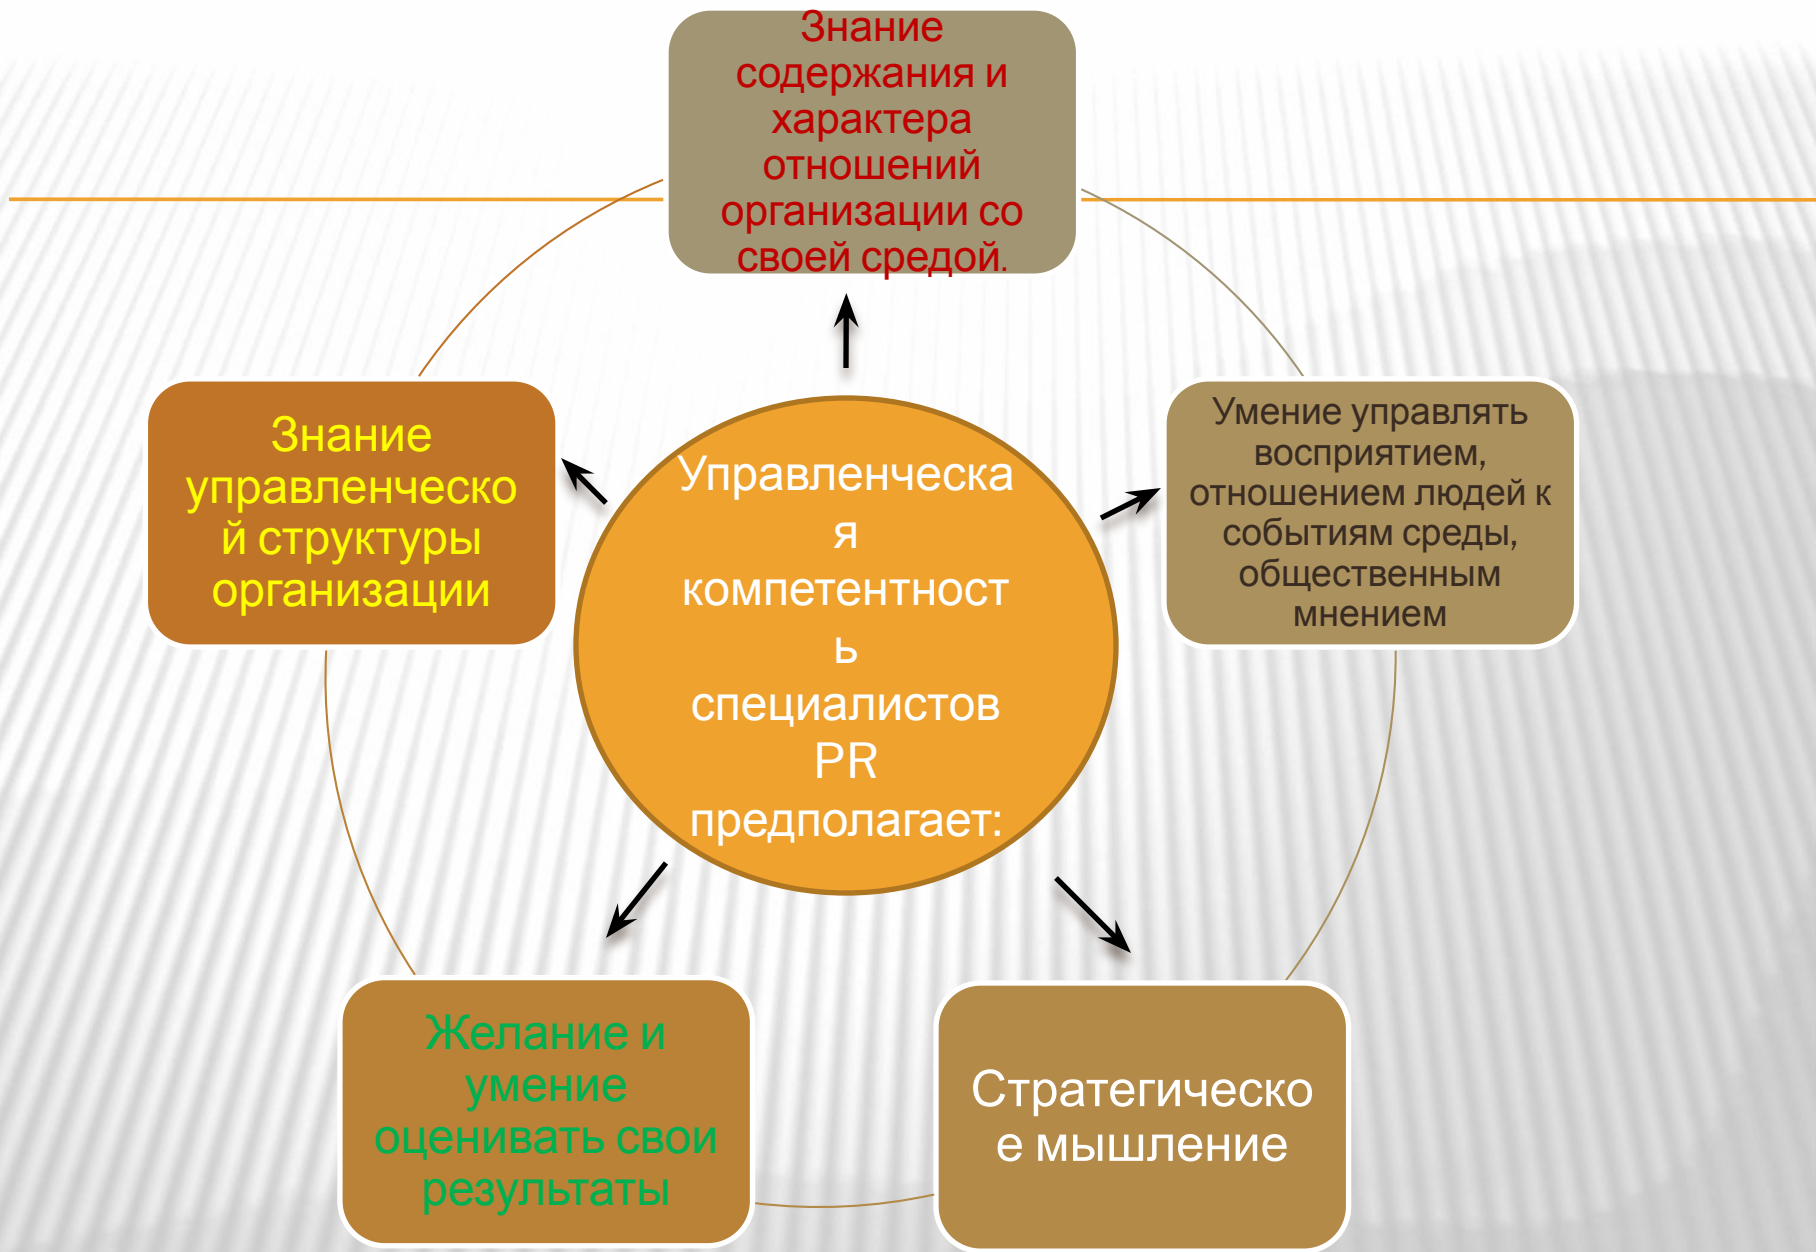 Знание
содержания и
характера
отношений
организации со
своей средой.
Знание
управленческо
й структуры
организации
Управленческа
я
компетентност
ь
специалистов
PR
предполагает:
Умение управлять
восприятием,
отношением людей к
событиям среды,
общественным
мнением
Желание и
умение
оценивать свои
результаты
Стратегическо
е мышление